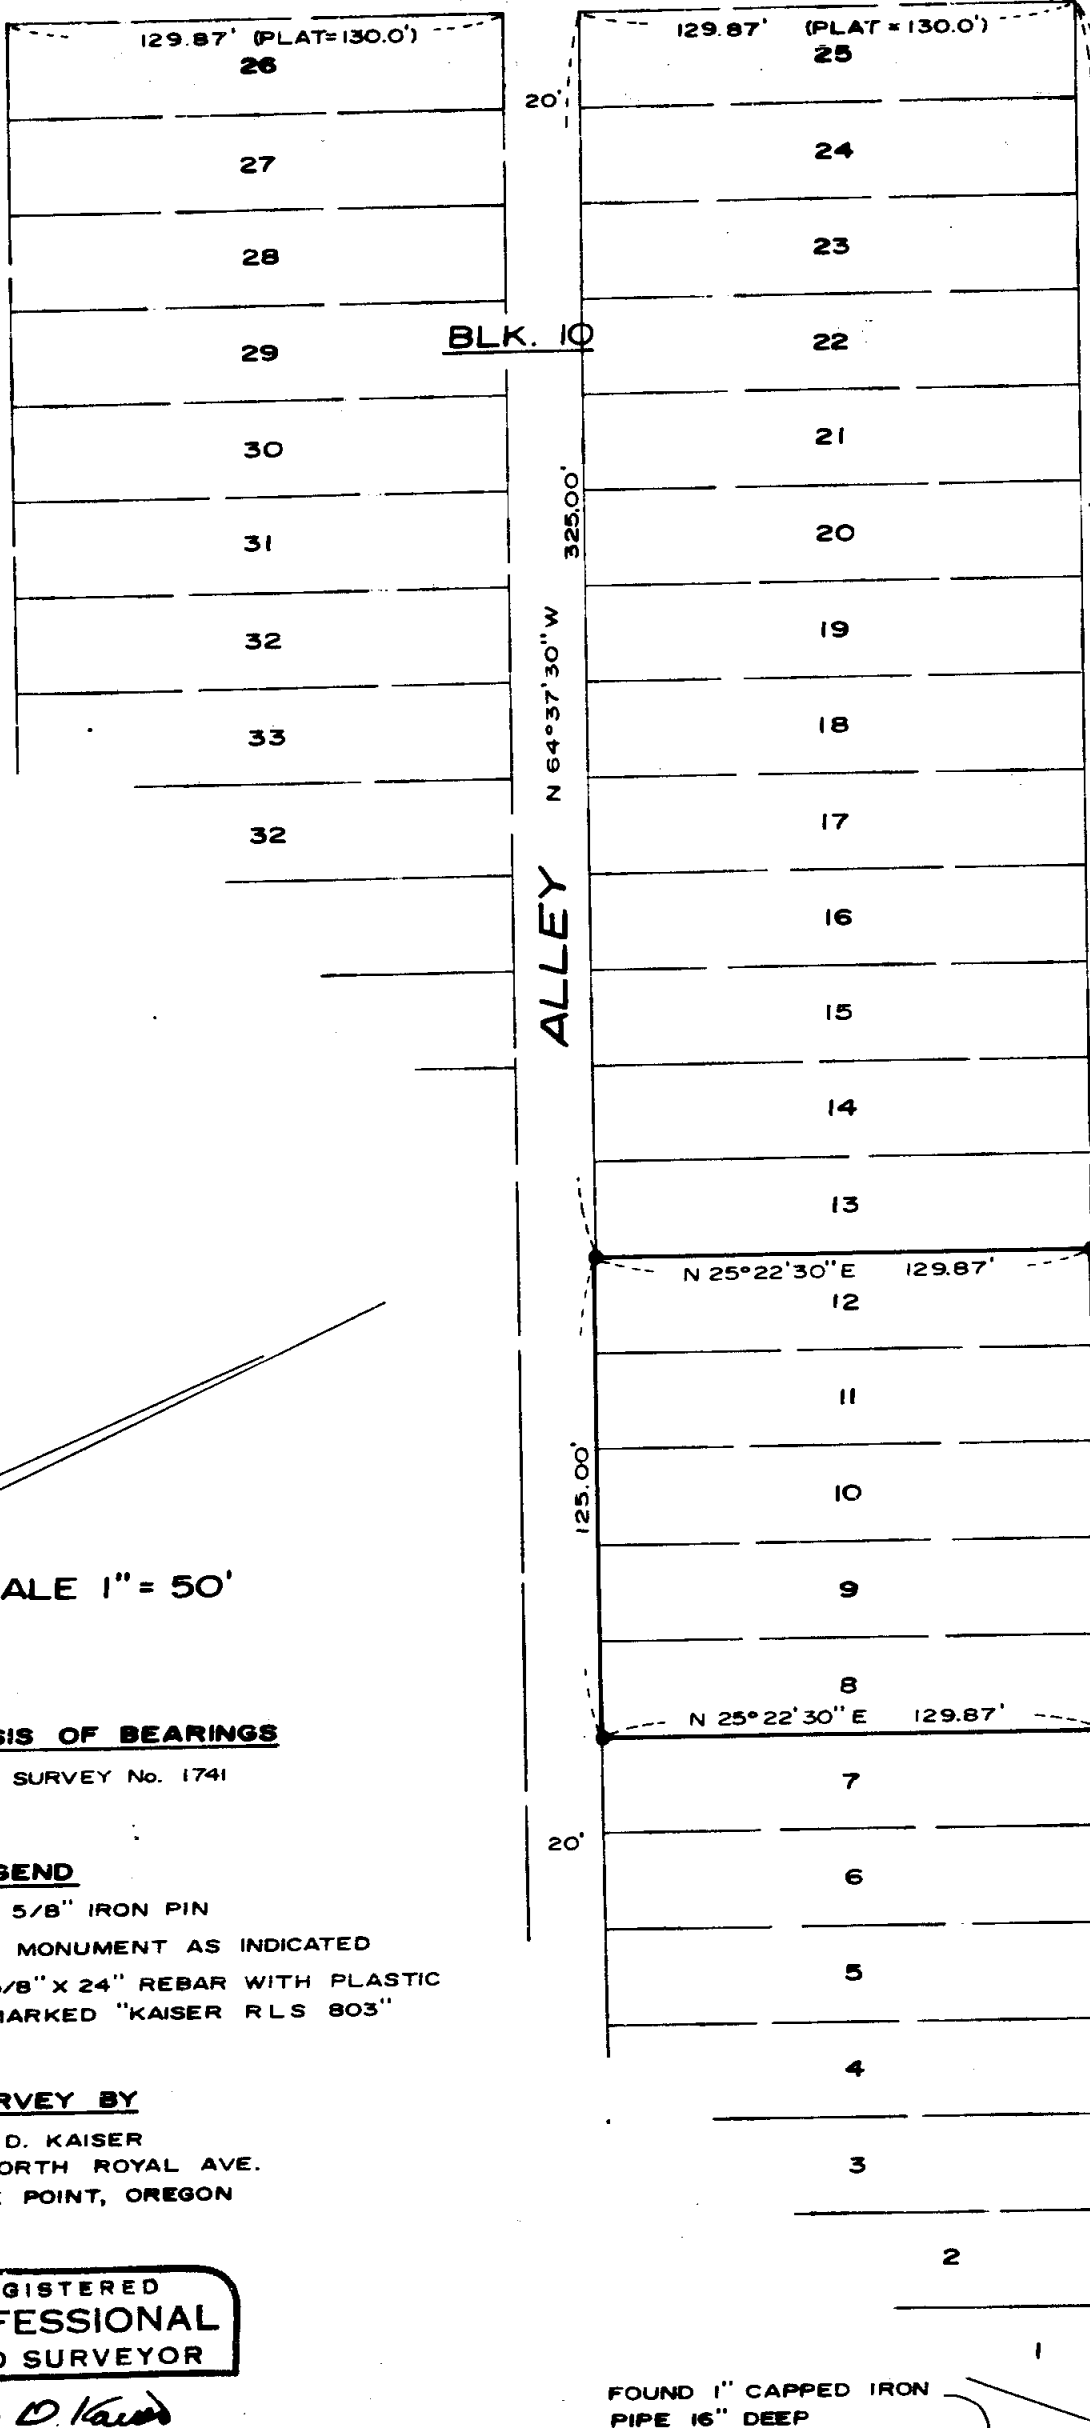 129.87' (PLAT=130.0')
26
27
28
29
30
31
32
33
32
BLK. 10
20'
325.00'
N 64°37'30" W
ALLEY
125.00'
20'
129.87' (PLAT = 130.0')
25
24
23
22
21
20
19
18
17
16
15
14
13
N 25°22'30" E 129.87'
12
11
10
9
8
N 25°22'30" E 129.87'
7
6
5
4
3
2
1
ALE 1" = 50'
SIS OF BEARINGS
SURVEY No. 1741
GEND
5/8" IRON PIN
MONUMENT AS INDICATED
5/8" X 24" REBAR WITH PLASTIC
MARKED "KAISER RLS 803"
RVEY BY
D. KAISER
ORTH ROYAL AVE.
E POINT, OREGON
GISTERED
FESSIONAL
D SURVEYOR
D. Kaiser
FOUND 1" CAPPED IRON
PIPE 16" DEEP